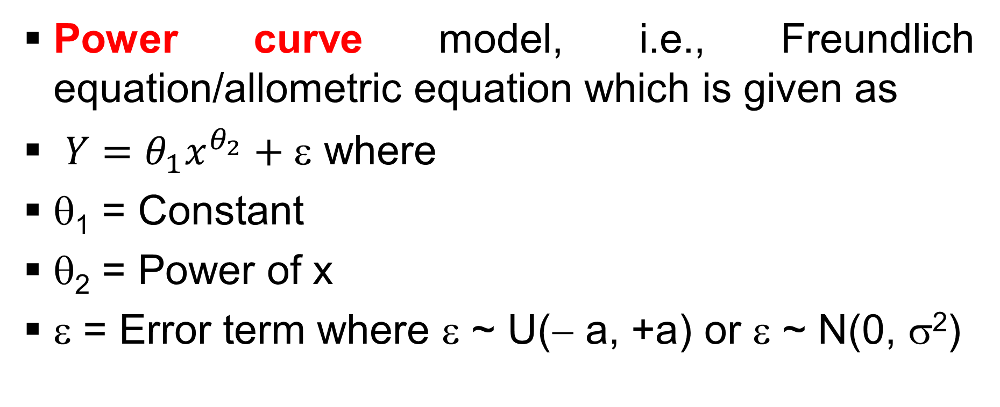 ▪ Power curve model, i.e., Freundlich
equation/allometric equation which is given as
▪ 𝑌 = 𝜃₁𝑥^𝜃₂ + ε where
▪ θ₁ = Constant
▪ θ₂ = Power of x
▪ ε = Error term where ε ~ U(– a, +a) or ε ~ N(0, σ²)